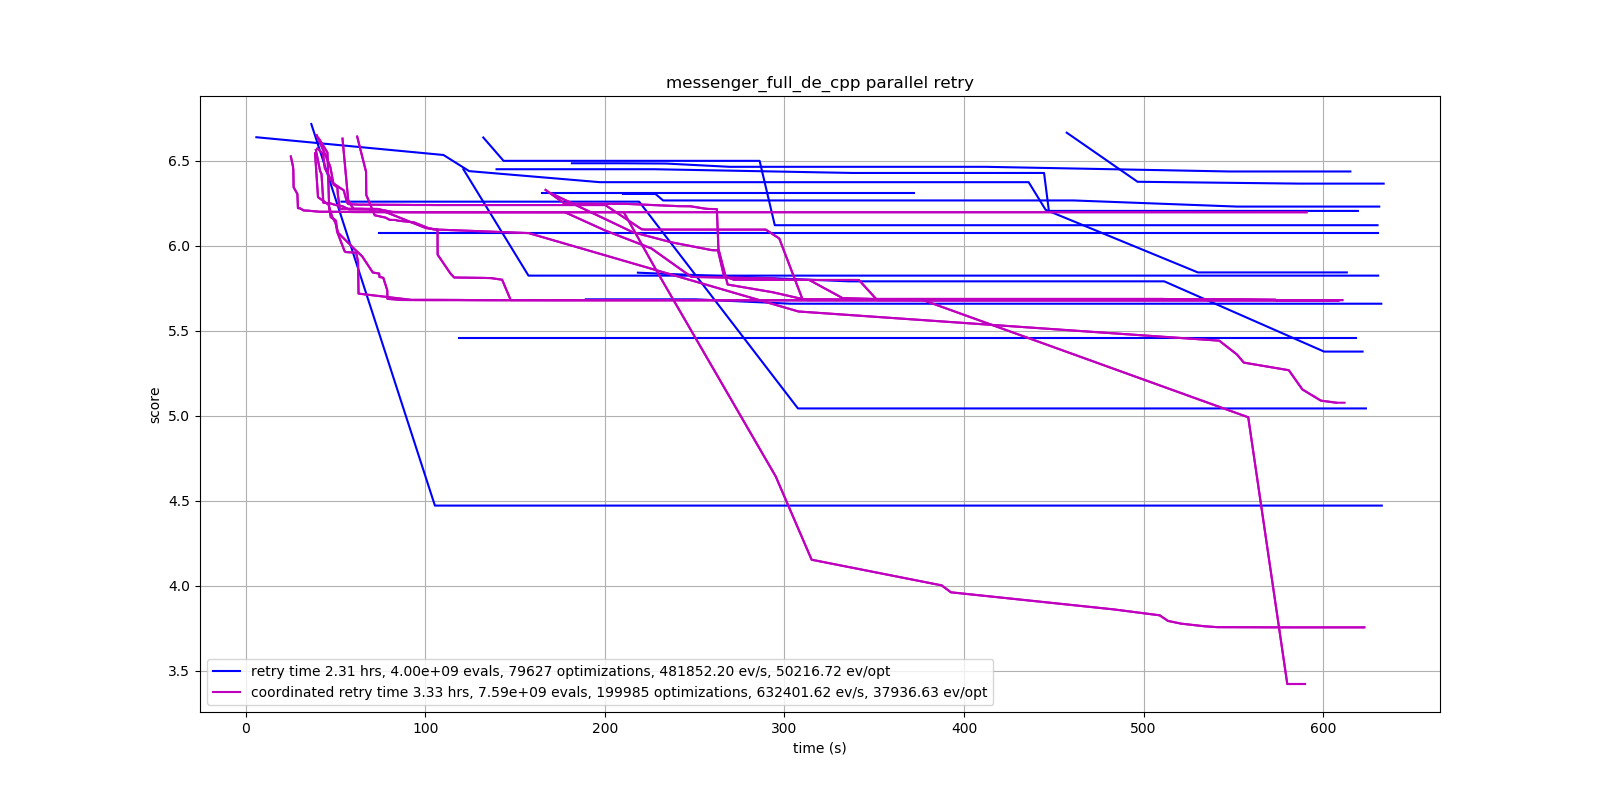 messenger_full_de_cpp parallel retry
score
6.5
6.0
5.5
5.0
4.5
4.0
3.5
retry time 2.31 hrs, 4.00e+09 evals, 79627 optimizations, 481852.20 ev/s, 50216.72 ev/opt
coordinated retry time 3.33 hrs, 7.59e+09 evals, 199985 optimizations, 632401.62 ev/s, 37936.63 ev/opt
0 100 200 300 400 500 600
time (s)